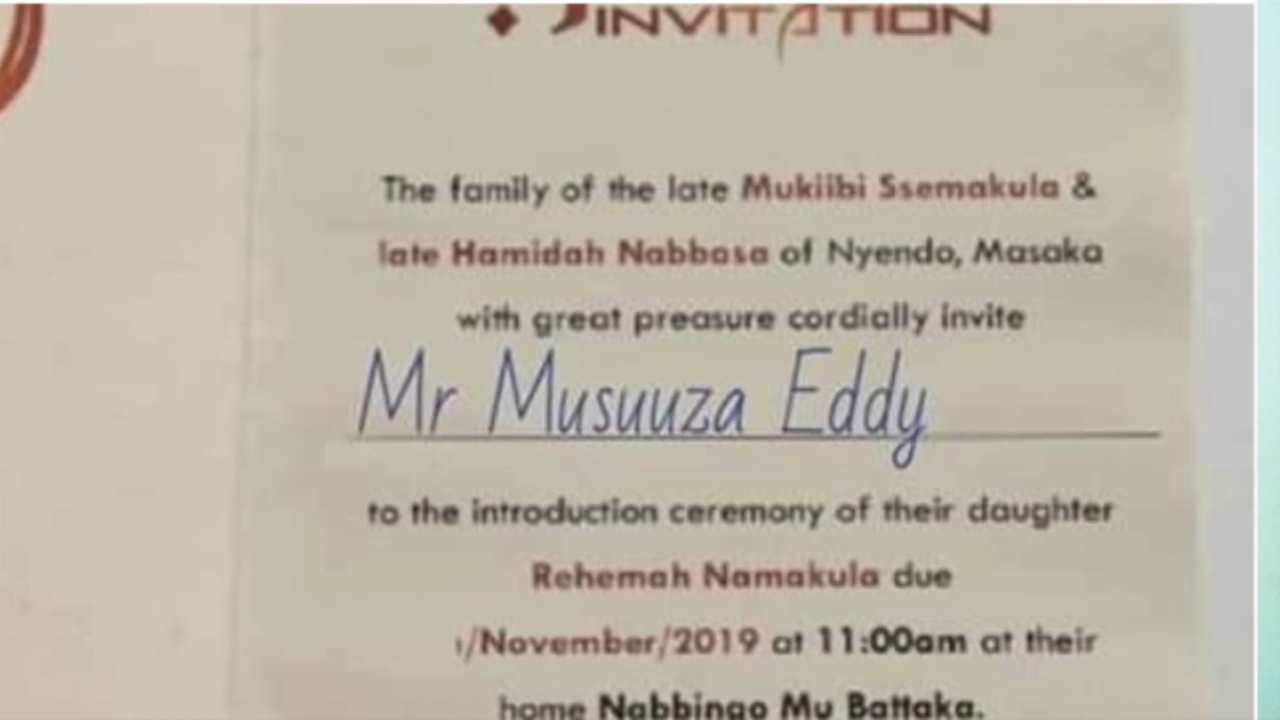 INVITATION
The family of the late Mukiibi Ssemakula &
late Hamidah Nabbosa of Nyendo, Masaka
with great preasure cordially invite
Mr Musuuza Eddy
to the introduction ceremony of their daughter
Rehemah Namakula due
/November/2019 at 11:00am at their
home Nabbingo Mu Battaka.